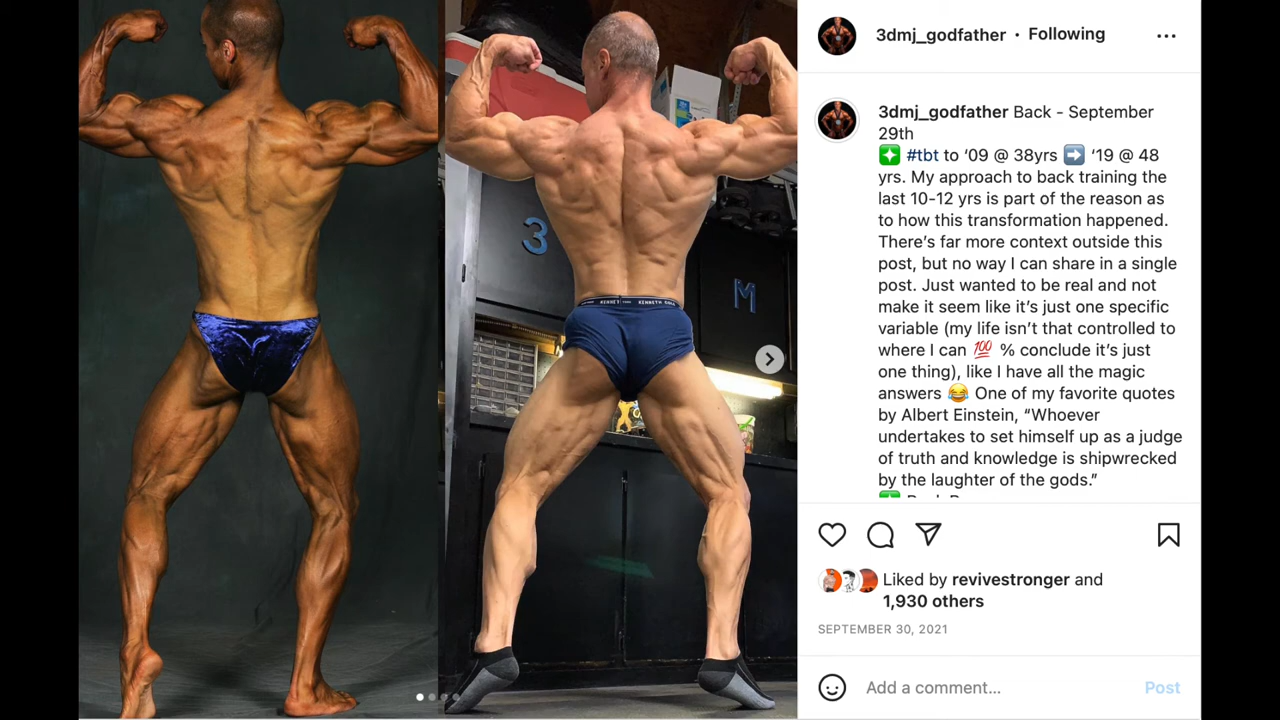 3
M
KENNETH COLE
3dmj_godfather • Following
3dmj_godfather Back - September
29th
#tbt to ‘09 @ 38yrs ➡️ ‘19 @ 48
yrs. My approach to back training the
last 10-12 yrs is part of the reason as
to how this transformation happened.
There’s far more context outside this
post, but no way I can share in a single
post. Just wanted to be real and not
make it seem like it’s just one specific
variable (my life isn’t that controlled to
where I can 💯 % conclude it’s just
one thing), like I have all the magic
answers 😂 One of my favorite quotes
by Albert Einstein, “Whoever
undertakes to set himself up as a judge
of truth and knowledge is shipwrecked
by the laughter of the gods.”
Liked by revivestronger and
1,930 others
SEPTEMBER 30, 2021
Add a comment...
Post